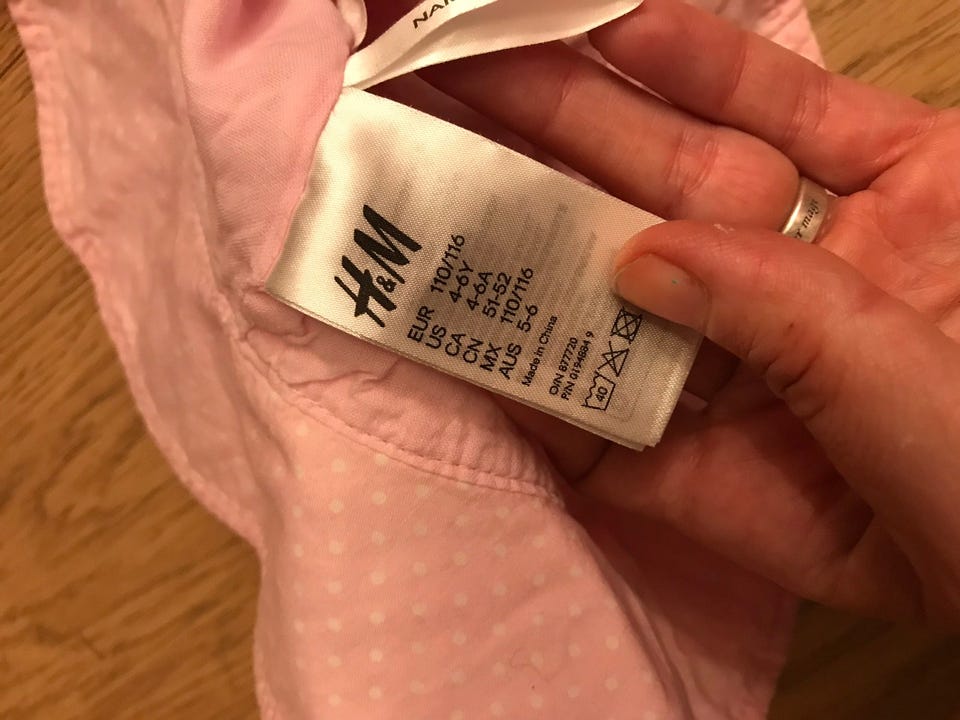 H&M
EUR 110/116
US 4-6Y
CA 4-6A
CN 51-52
MX 110/116
AUS 5-6
Made in China
O/N 877720
P/N 0194684 9
40